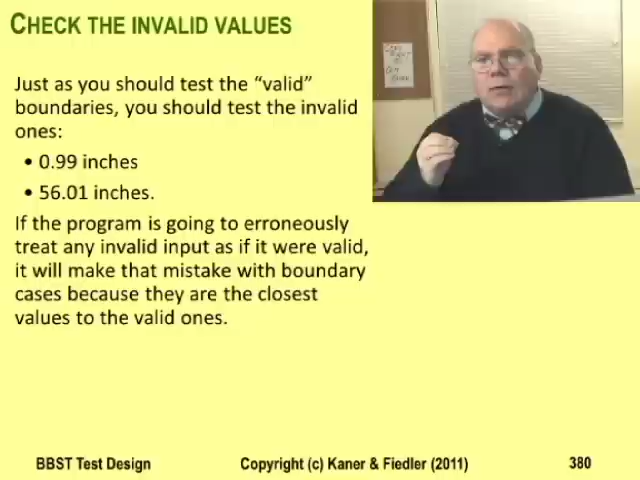 CHECK THE INVALID VALUES
Just as you should test the “valid”
boundaries, you should test the invalid
ones:
• 0.99 inches
• 56.01 inches.
If the program is going to erroneously
treat any invalid input as if it were valid,
it will make that mistake with boundary
cases because they are the closest
values to the valid ones.
BBST Test Design
Copyright (c) Kaner & Fiedler (2011)
380